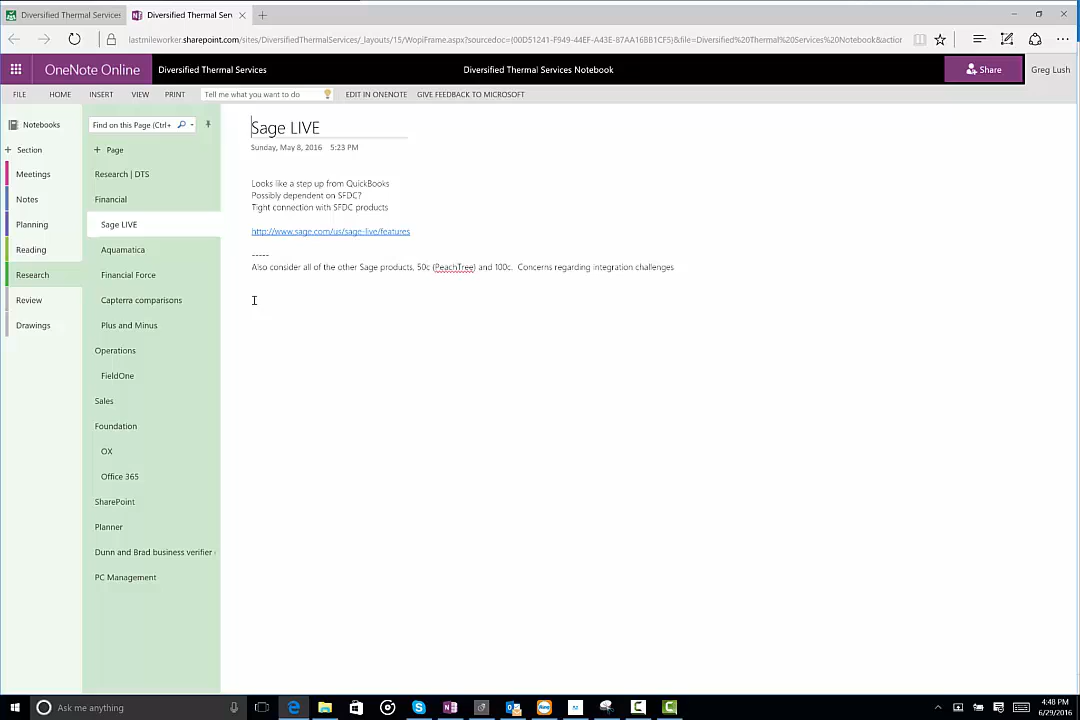 Diversified Thermal Services
Diversified Thermal Ser
lastmileworker.sharepoint.com/sites/DiversifiedThermalServices/_layouts/15/WopiFrame.aspx?sourcedoc={00D51241-F949-44EF-A43E-87AA16BB1CF5}&file=Diversified%20Thermal%20Services%20Notebook&action
OneNote Online
Diversified Thermal Services
Diversified Thermal Services Notebook
Share
Greg Lush
FILE
HOME
INSERT
VIEW
PRINT
Tell me what you want to do
EDIT IN ONENOTE
GIVE FEEDBACK TO MICROSOFT
Notebooks
+ Section
Meetings
Notes
Planning
Reading
Research
Review
Drawings
Find on this Page (Ctrl+
+ Page
Research | DTS
Financial
Sage LIVE
Aquamatica
Financial Force
Capterra comparisons
Plus and Minus
Operations
FieldOne
Sales
Foundation
OX
Office 365
SharePoint
Planner
Dunn and Brad business verifier
PC Management
Sage LIVE
Sunday, May 8, 2016 5:23 PM
Looks like a step up from QuickBooks
Possibly dependent on SFDC?
Tight connection with SFDC products
http://www.sage.com/us/sage-live/features
-----
Also consider all of the other Sage products, 50c (PeachTree) and 100c. Concerns regarding integration challenges
Ask me anything
4:48 PM
6/29/2016